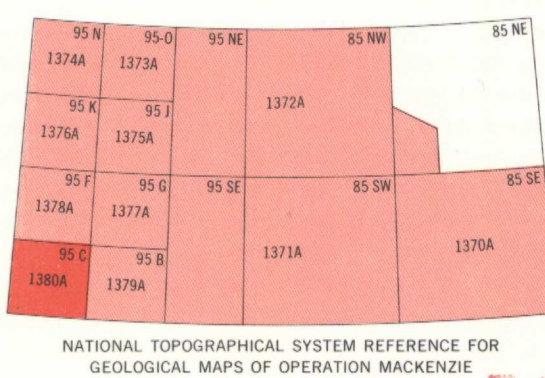 95 N 95-O 95 NE 85 NW 85 NE
1374A 1373A
1372A
95 K 95 J
1376A 1375A
95 F 95 G 95 SE 85 SW 85 SE
1378A 1377A
1371A 1370A
95 C 95 B
1380A 1379A
NATIONAL TOPOGRAPHICAL SYSTEM REFERENCE FOR
GEOLOGICAL MAPS OF OPERATION MACKENZIE